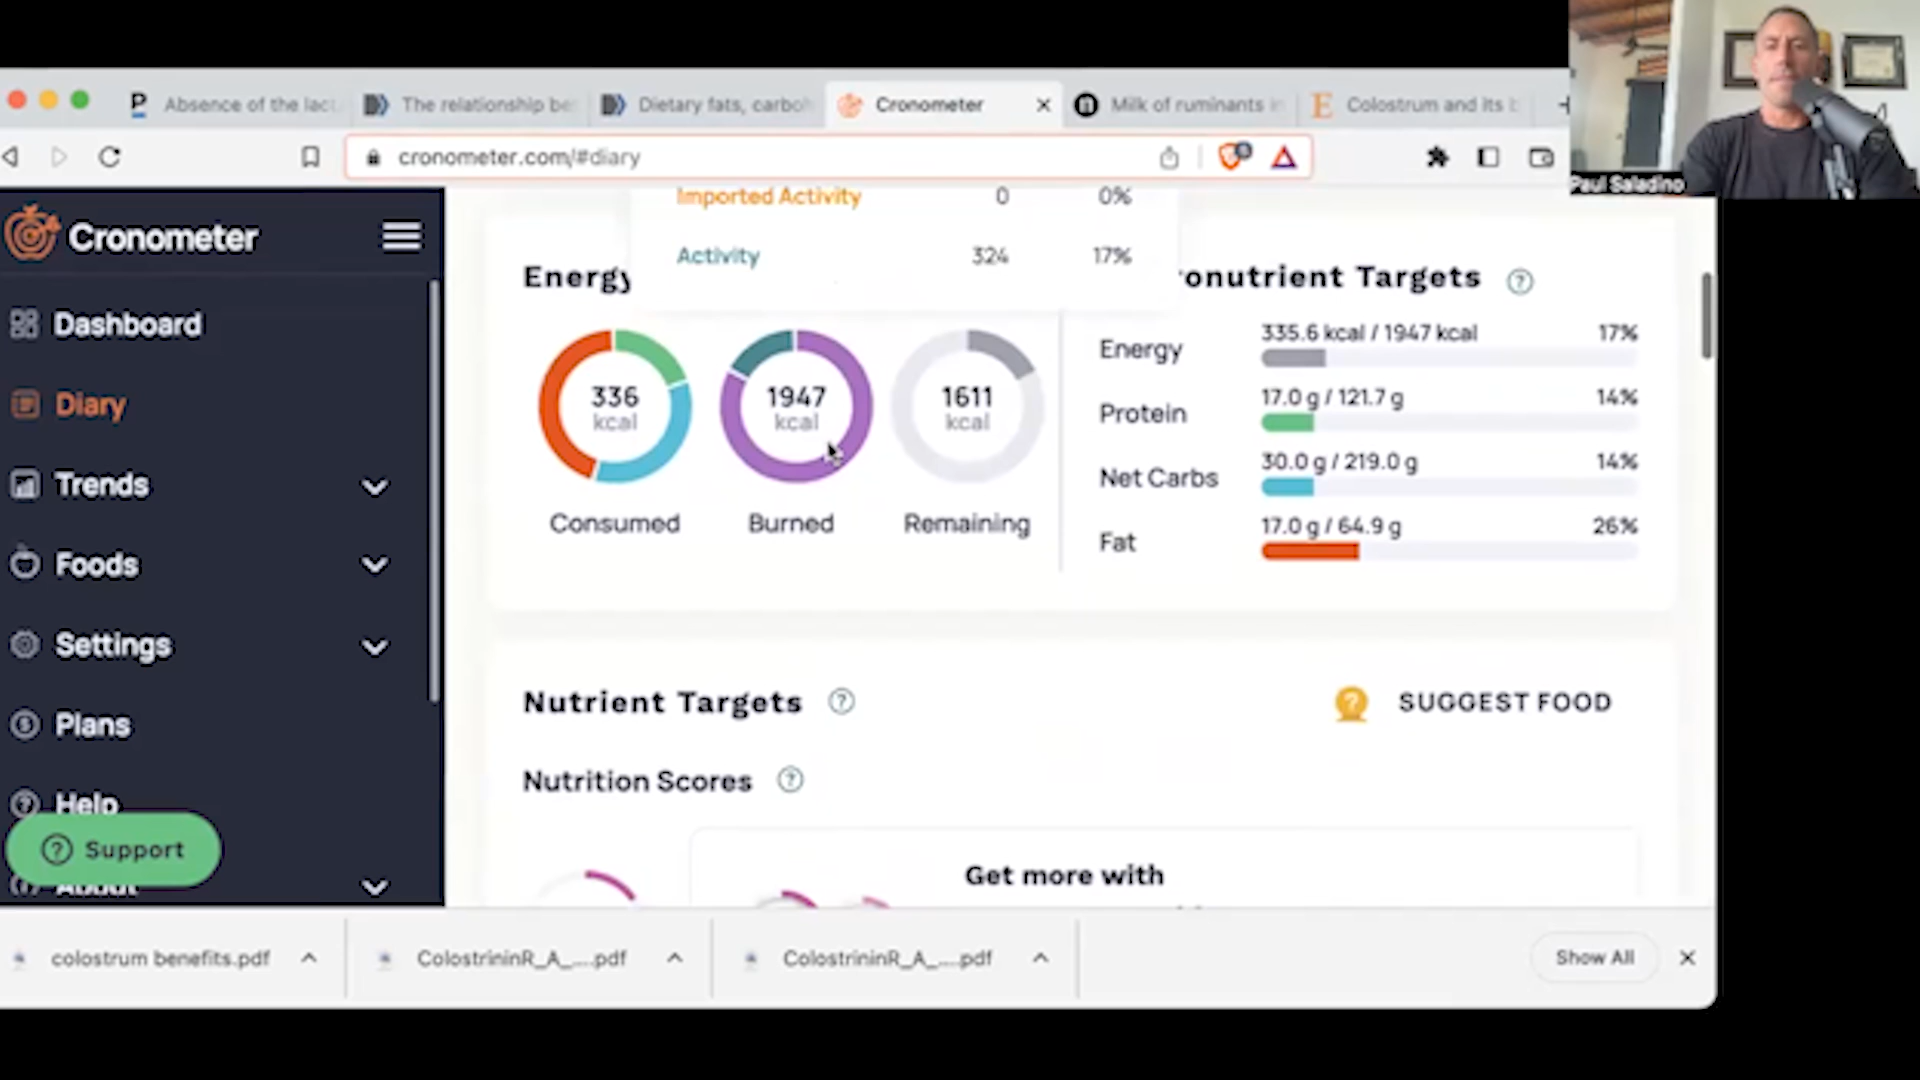 Absence of the lact
The relationship be
Dietary fats, carboh
Cronometer
Milk of ruminants i
Colostrum and its b
cronometer.com/#diary
Paul Saladino
Cronometer
Dashboard
Diary
Trends
Foods
Settings
Plans
Help
Support
About
Imported Activity 0 0%
Activity 324 17%
Energy
336 kcal
Consumed
1947 kcal
Burned
1611 kcal
Remaining
ronutrient Targets
Energy 335.6 kcal / 1947 kcal 17%
Protein 17.0 g / 121.7 g 14%
Net Carbs 30.0 g / 219.0 g 14%
Fat 17.0 g / 64.9 g 26%
Nutrient Targets
SUGGEST FOOD
Nutrition Scores
Get more with
colostrum benefits.pdf
ColostrininR_A_....pdf
ColostrininR_A_....pdf
Show All